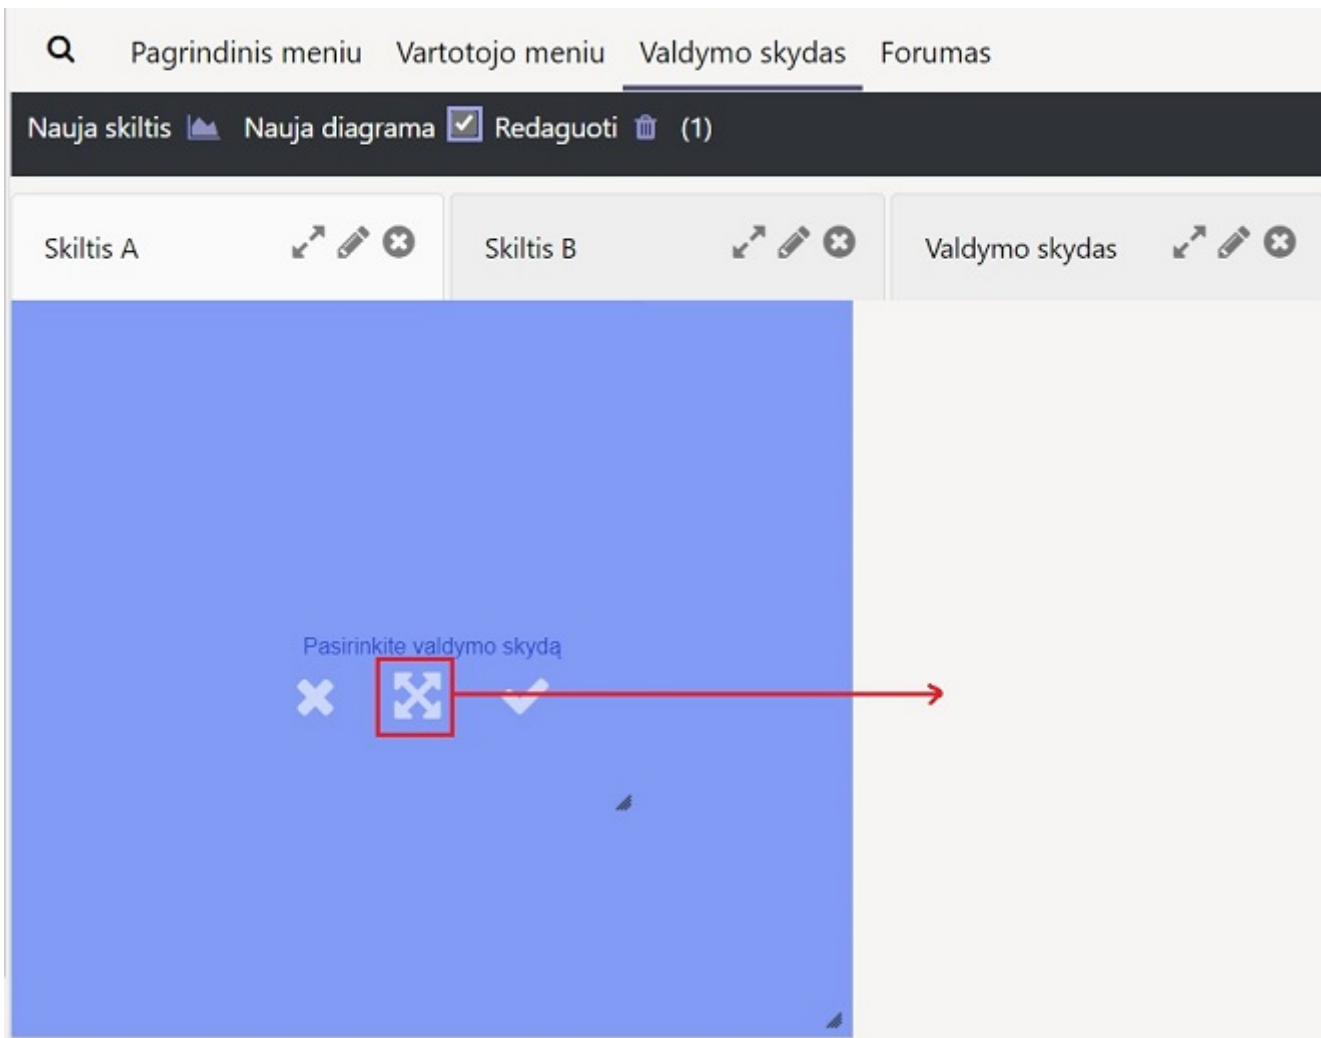 Pagrindinis meniu Vartotojo meniu Valdymo skydas Forumas
Nauja skiltis Nauja diagrama Redaguoti (1)
Skiltis A Skiltis B Valdymo skydas
Pasirinkite valdymo skydą